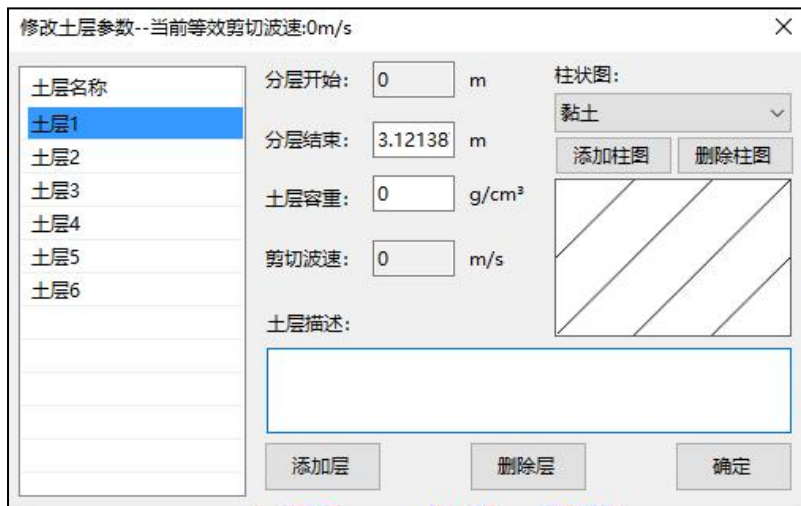 修改土层参数--当前等效剪切波速:0m/s
土层名称
土层1
土层2
土层3
土层4
土层5
土层6
分层开始: 0 m
分层结束: 3.12138 m
土层容重: 0 g/cm³
剪切波速: 0 m/s
柱状图:
黏土
添加柱图 删除柱图
土层描述:
添加层 删除层 确定